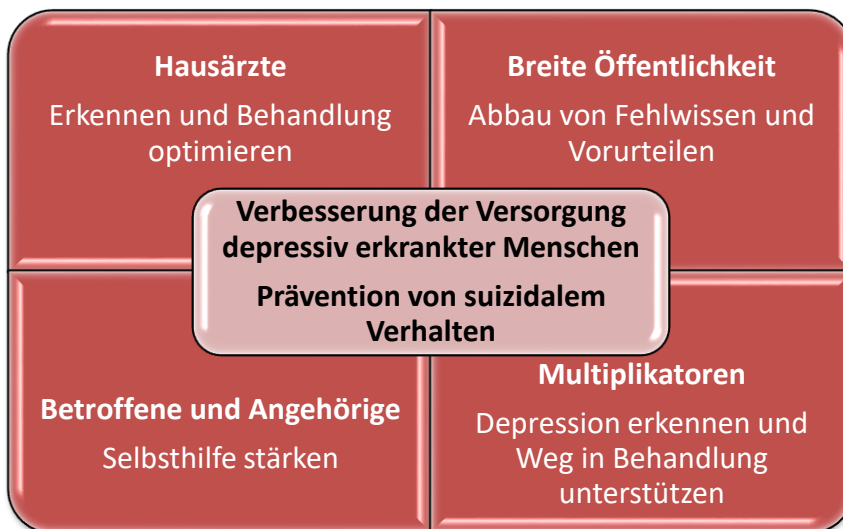 Hausärzte
Erkennen und Behandlung
optimieren
Breite Öffentlichkeit
Abbau von Fehlwissen und
Vorurteilen
Verbesserung der Versorgung
depressiv erkrankter Menschen
Prävention von suizidalem
Verhalten
Betroffene und Angehörige
Selbsthilfe stärken
Multiplikatoren
Depression erkennen und
Weg in Behandlung
unterstützen